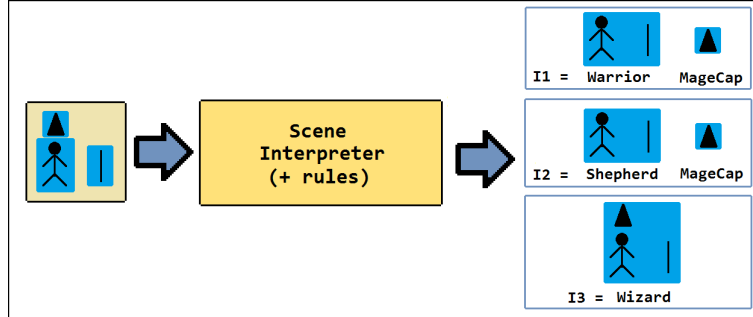 Scene
Interpreter
(+ rules)
I1 = Warrior MageCap
I2 = Shepherd MageCap
I3 = Wizard